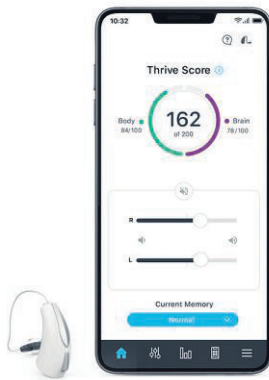 10:32
Thrive Score
Body
84/100
162
of 200
Brain
78/100
R
L
Current Memory
Normal